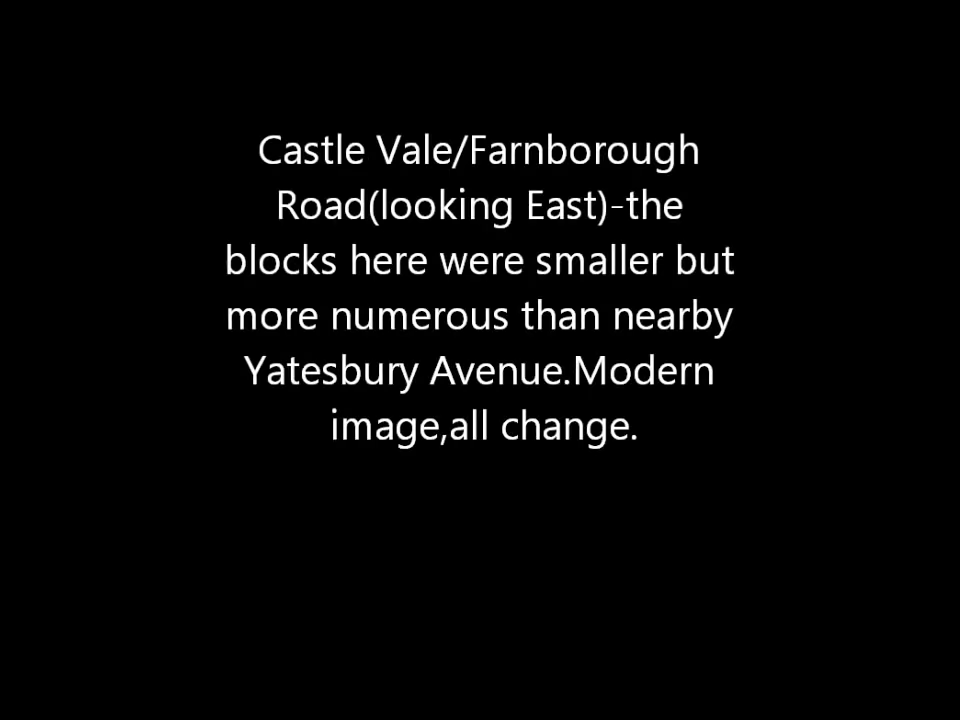 Castle Vale/Farnborough
Road(looking East)-the
blocks here were smaller but
more numerous than nearby
Yatesbury Avenue.Modern
image,all change.